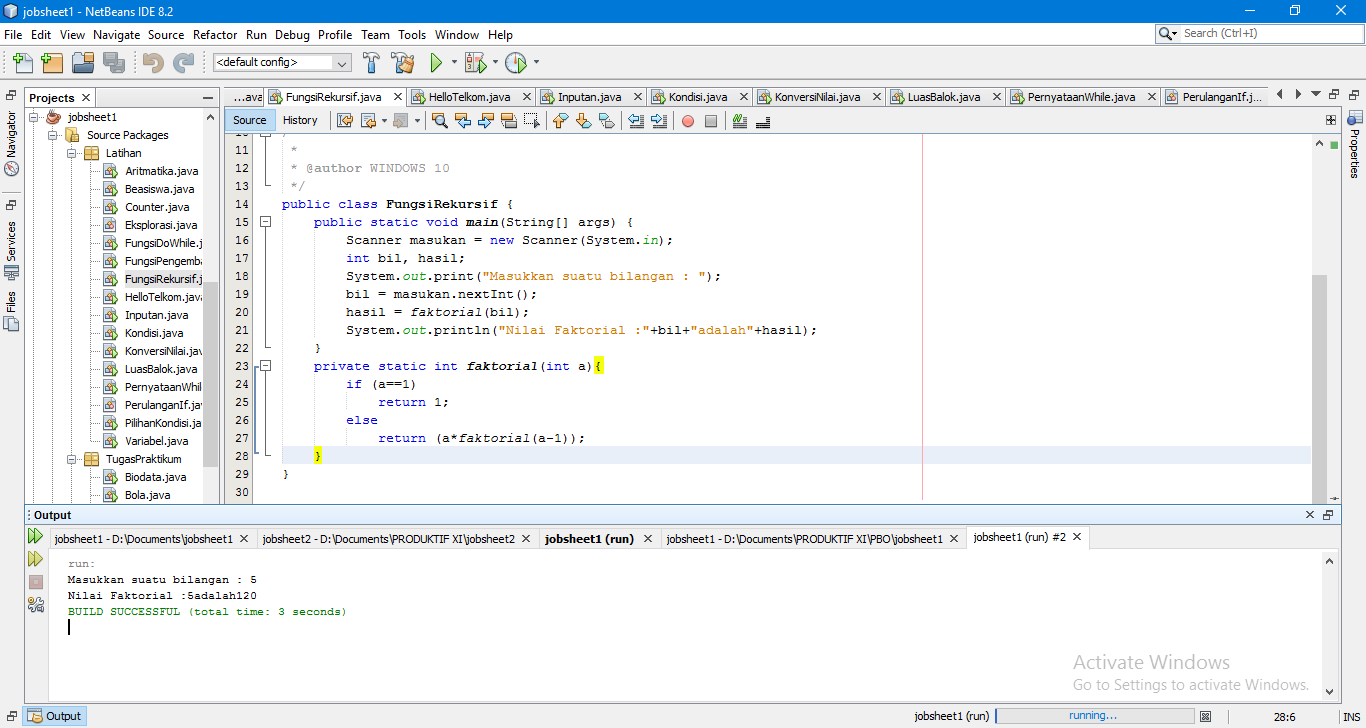 jobsheet1 - NetBeans IDE 8.2
File Edit View Navigate Source Refactor Run Debug Profile Team Tools Window Help
Search (Ctrl+I)
<default config>
Projects
...ava FungsiRekursif.java HelloTelkom.java Inputan.java Kondisi.java KonversiNilai.java LuasBalok.java PernyataanWhile.java PerulanganIf.j...
Navigator
Services
Files
Properties
jobsheet1
Source Packages
Latihan
Aritmatika.java
Beasiswa.java
Counter.java
Eksplorasi.java
FungsiDoWhile.j
FungsiPengemb
FungsiRekursif.j
HelloTelkom.jav
Inputan.java
Kondisi.java
KonversiNilai.jav
LuasBalok.java
PernyataanWhil
PerulanganIf.ja
PilihanKondisi.ja
Variabel.java
TugasPraktikum
Biodata.java
Bola.java
Source History
11 *
12 * @author WINDOWS 10
13 */
14 public class FungsiRekursif {
15 public static void main(String[] args) {
16 Scanner masukan = new Scanner(System.in);
17 int bil, hasil;
18 System.out.print("Masukkan suatu bilangan : ");
19 bil = masukan.nextInt();
20 hasil = faktorial(bil);
21 System.out.println("Nilai Faktorial :"+bil+"adalah"+hasil);
22 }
23 private static int faktorial(int a){
24 if (a==1)
25 return 1;
26 else
27 return (a*faktorial(a-1));
28 }
29 }
30
Output
jobsheet1 - D:\Documents\jobsheet1 jobsheet2 - D:\Documents\PRODUKTIF XI\jobsheet2 jobsheet1 (run) jobsheet1 - D:\Documents\PRODUKTIF XI\PBO\jobsheet1 jobsheet1 (run) #2
run:
Masukkan suatu bilangan : 5
Nilai Faktorial :5adalah120
BUILD SUCCESSFUL (total time: 3 seconds)
Activate Windows
Go to Settings to activate Windows.
Output
jobsheet1 (run) running... 28:6 INS